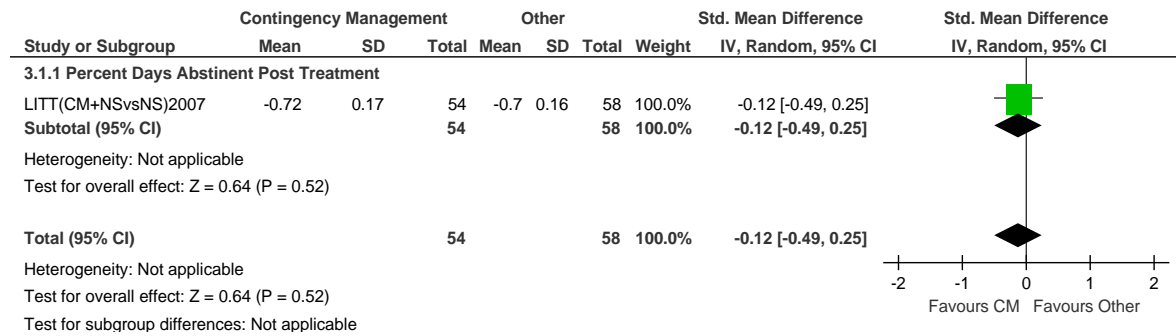 Contingency Management Other Std. Mean Difference Std. Mean Difference
Study or Subgroup Mean SD Total Mean SD Total Weight IV, Random, 95% CI IV, Random, 95% CI
3.1.1 Percent Days Abstinent Post Treatment
LITT(CM+NSvsNS)2007 -0.72 0.17 54 -0.7 0.16 58 100.0% -0.12 [-0.49, 0.25]
Subtotal (95% CI) 54 58 100.0% -0.12 [-0.49, 0.25]
Heterogeneity: Not applicable
Test for overall effect: Z = 0.64 (P = 0.52)
Total (95% CI) 54 58 100.0% -0.12 [-0.49, 0.25]
Heterogeneity: Not applicable
Test for overall effect: Z = 0.64 (P = 0.52)
Test for subgroup differences: Not applicable
-2 -1 0 1 2
Favours CM Favours Other